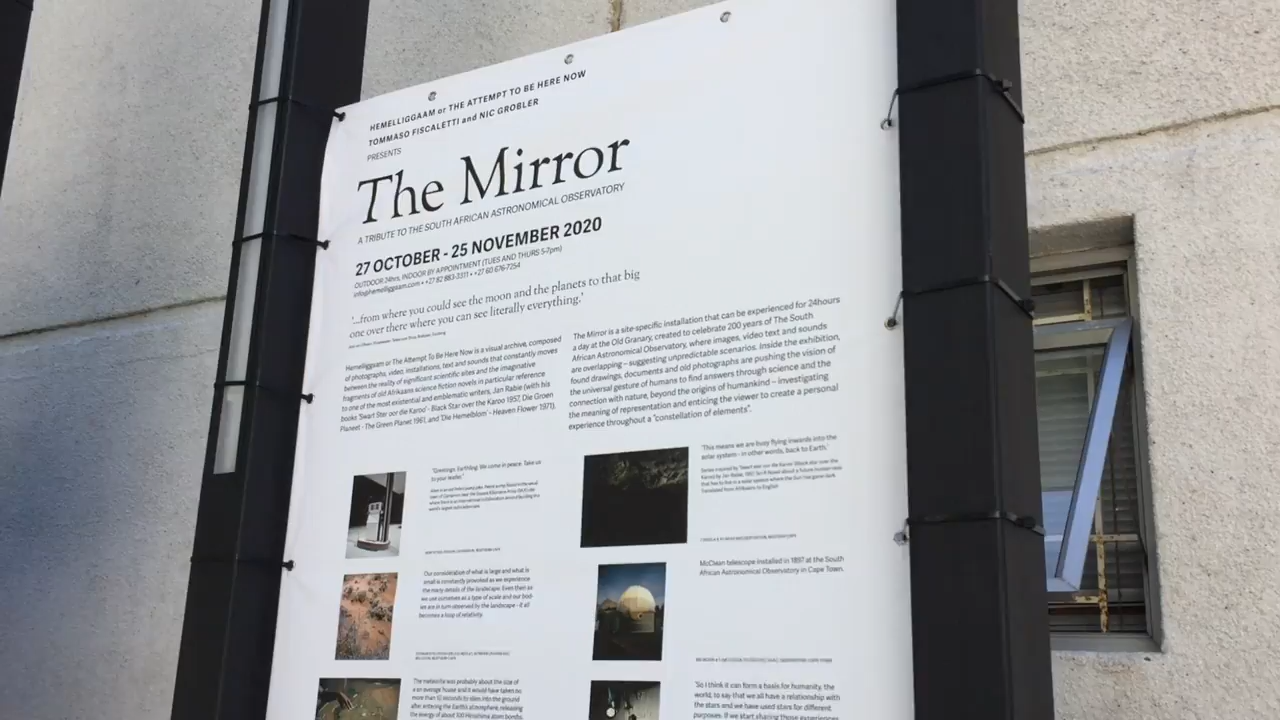 HEMELLIGGAAM or THE ATTEMPT TO BE HERE NOW
TOMMASO FISCALETTI and NIC GROBLER
PRESENTS
The Mirror
A TRIBUTE TO THE SOUTH AFRICAN ASTRONOMICAL OBSERVATORY
27 OCTOBER - 25 NOVEMBER 2020
OUTDOOR 24hrs, INDOOR BY APPOINTMENT (TUES AND THURS 5-7pm)
info@hemelliggaam.com • +27 82 883-3311 • +27 60 676-7254
'...from where you could see the moon and the planets to that big
one over there where you can see literally everything.'
Hemelliggaam or The Attempt To Be Here Now is a visual archive, composed
of photographs, video, installations, text and sounds that constantly moves
between the reality of significant scientific sites and the imaginative
fragments of old Afrikaans science fiction novels in particular reference
to one of the most existential and emblematic writers, Jan Rabie (with his
books 'Swart Ster oor die Karoo' - Black Star over the Karoo 1957, Die Groen
Planeet - The Green Planet 1961, and 'Die Hemelblom' - Heaven Flower 1971).
The Mirror is a site-specific installation that can be experienced for 24hours
a day at the Old Granary, created to celebrate 200 years of The South
African Astronomical Observatory, where images, video text and sounds
are overlapping – suggesting unpredictable scenarios. Inside the exhibition,
found drawings, documents and old photographs are pushing the vision of
the universal gesture of humans to find answers through science and the
connection with nature, beyond the origins of humankind – investigating
the meaning of representation and enticing the viewer to create a personal
experience throughout a "constellation of elements".
'Greetings Earthling. We come in peace. Take us
to your leader.'
'This means we are busy flying inwards into the
solar system - in other words, back to Earth.'
Our consideration of what is large and what is
small is constantly provoked as we experience
the many details of the landscape. Even then as
we use ourselves as a type of scale and our bod-
ies are in turn observed by the landscape - it all
becomes a loop of relativity.
McClean telescope installed in 1897 at the South
African Astronomical Observatory in Cape Town.
The meteorite was probably about the size of
a an average house and it would have taken no
more than 10 seconds to slam into the ground
after entering the Earth's atmosphere, releasing
the energy of about 100 Hiroshima atom bombs.
'So I think it can form a basis for humanity, the
world, to say that we all have a relationship with
the stars and we have used stars for different
purposes. If we start sharing those experiences